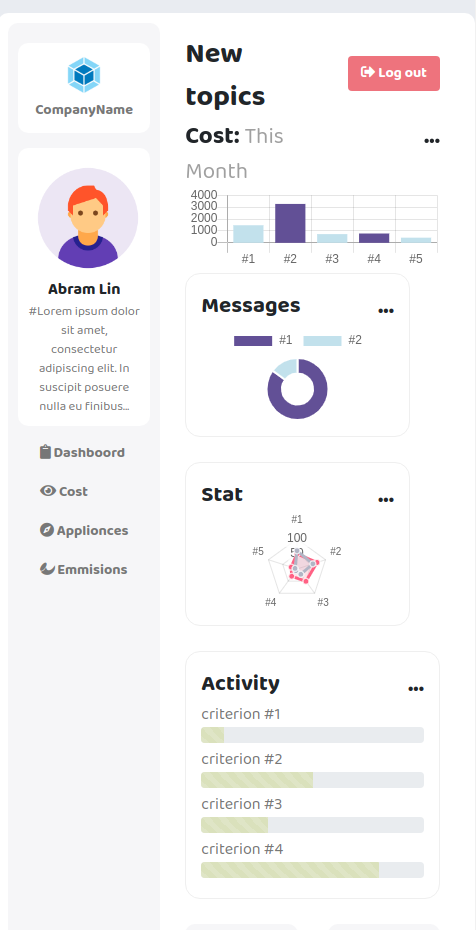 CompanyName
Abram Lin
#Lorem ipsum dolor
sit amet,
consectetur
adipiscing elit. In
suscipit posuere
nulla eu finibus...
Dashboord
Cost
Applionces
Emmisions
New
topics
Log out
Cost: This
Month
...
4000
3000
2000
1000
0
#1 #2 #3 #4 #5
Messages
...
#1 #2
Stat
...
#1
100
50
#5 #2
#4 #3
Activity
...
criterion #1
criterion #2
criterion #3
criterion #4